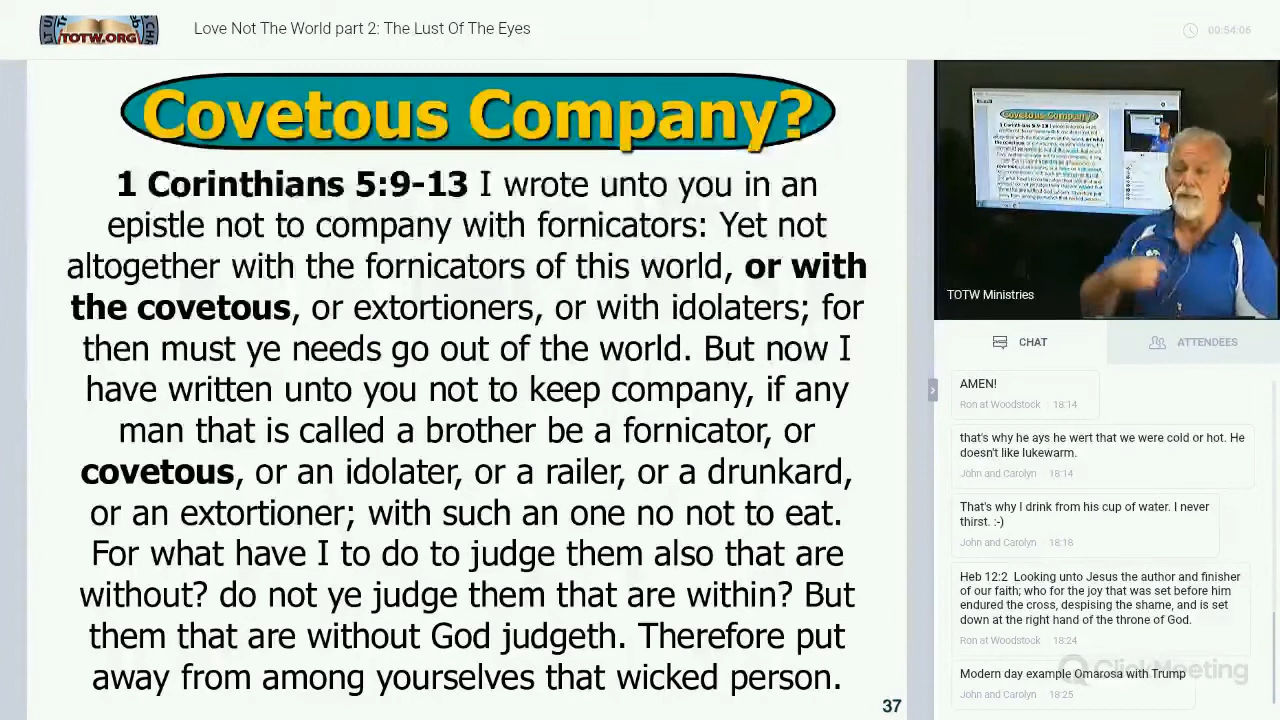 TOTW.ORG
Love Not The World part 2: The Lust Of The Eyes
00:54:06
Covetous Company?
1 Corinthians 5:9-13 I wrote unto you in an
epistle not to company with fornicators: Yet not
altogether with the fornicators of this world, or with
the covetous, or extortioners, or with idolaters; for
then must ye needs go out of the world. But now I
have written unto you not to keep company, if any
man that is called a brother be a fornicator, or
covetous, or an idolater, or a railer, or a drunkard,
or an extortioner; with such an one no not to eat.
For what have I to do to judge them also that are
without? do not ye judge them that are within? But
them that are without God judgeth. Therefore put
away from among yourselves that wicked person.
37
Covetous Company?
TOTW Ministries
CHAT
ATTENDEES
AMEN!
Ron at Woodstock 18:14
that's why he ays he wert that we were cold or hot. He
doesn't like lukewarm.
John and Carolyn 18:14
That's why I drink from his cup of water. I never
thirst. :-)
John and Carolyn 18:18
Heb 12:2 Looking unto Jesus the author and finisher
of our faith; who for the joy that was set before him
endured the cross, despising the shame, and is set
down at the right hand of the throne of God.
Ron at Woodstock 18:24
Modern day example Omarosa with Trump
John and Carolyn 18:25
ClickMeeting